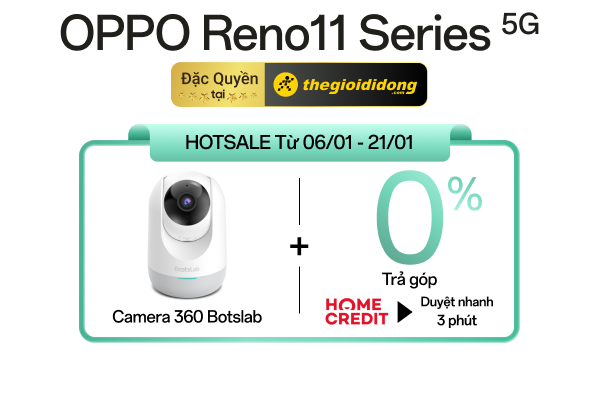 OPPO Reno11 Series 5G
Đặc Quyền
tại
thegioididong
.com
HOTSALE Từ 06/01 - 21/01
BotsLab
+
0%
Camera 360 Botslab
Trả góp
HOME
CREDIT
Duyệt nhanh
3 phút